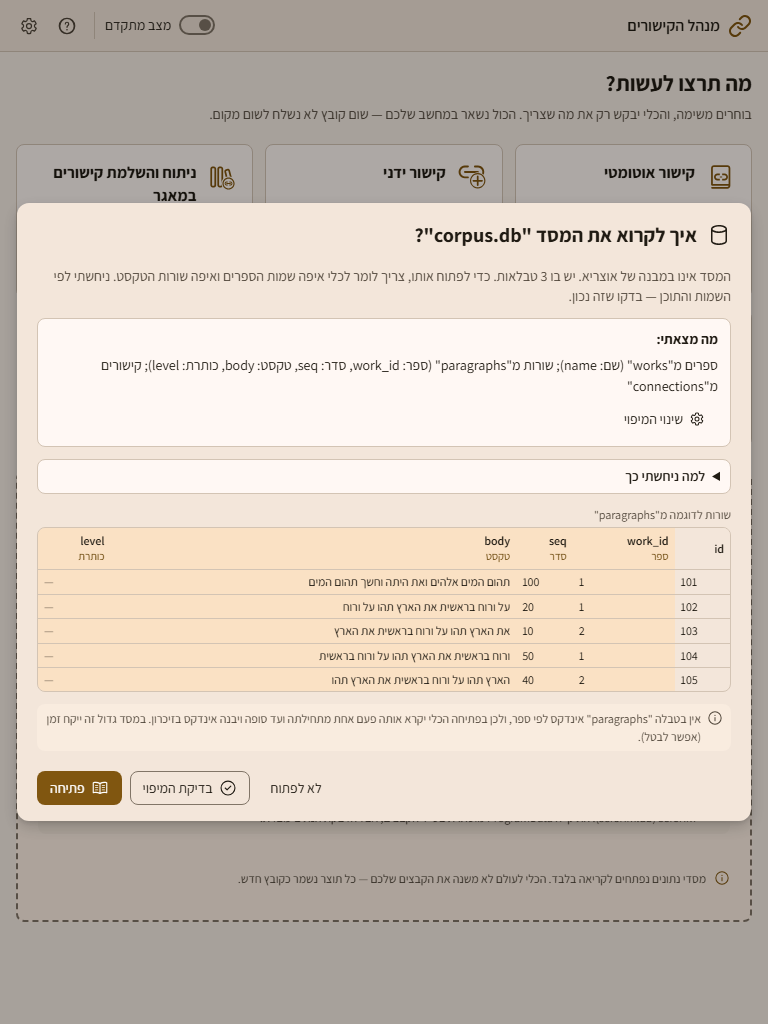 מנהל הקישורים
מצב מתקדם
מה תרצו לעשות?
בוחרים משימה, והכלי יבקש רק את מה שצריך. הכול נשאר במחשב שלכם — שום קובץ לא נשלח לשום מקום.
קישור אוטומטי
קישור ידני
ניתוח והשלמת קישורים
במאגר
איך לקרוא את המסד "corpus.db"?
המסד אינו במבנה של אוצריא. יש בו 3 טבלאות. כדי לפתוח אותו, צריך לומר לכלי איפה שמות הספרים ואיפה שורות הטקסט. ניחשתי לפי
השמות והתוכן — בדקו שזה נכון.
מה מצאתי:
ספרים מ"works" (שם: name); שורות מ"paragraphs" (ספר: work_id, סדר: seq, טקסט: body, כותרת: level); קישורים
מ"connections"
שינוי המיפוי
למה ניחשתי כך
שורות לדוגמה מ"paragraphs"
id work_id seq body level
ספר סדר טקסט כותרת
101 1 100 תהום המים אלהים ואת היתה וחשך תהום המים —
102 1 20 על ורוח בראשית את הארץ תהו על ורוח —
103 2 10 את הארץ תהו על ורוח בראשית את הארץ —
104 1 50 ורוח בראשית את הארץ תהו על ורוח בראשית —
105 2 40 הארץ תהו על ורוח בראשית את הארץ תהו —
אין בטבלה "paragraphs" אינדקס לפי ספר, ולכן בפתיחה הכלי יקרא אותה פעם אחת מתחילתה ועד סופה ויבנה אינדקס בזיכרון. במסד גדול זה ייקח זמן
(אפשר לבטל).
לא לפתוח
בדיקת המיפוי
פתיחה
מסדי נתונים נפתחים לקריאה בלבד. הכלי לעולם לא משנה את הקבצים שלכם — כל תוצר נשמר כקובץ חדש.